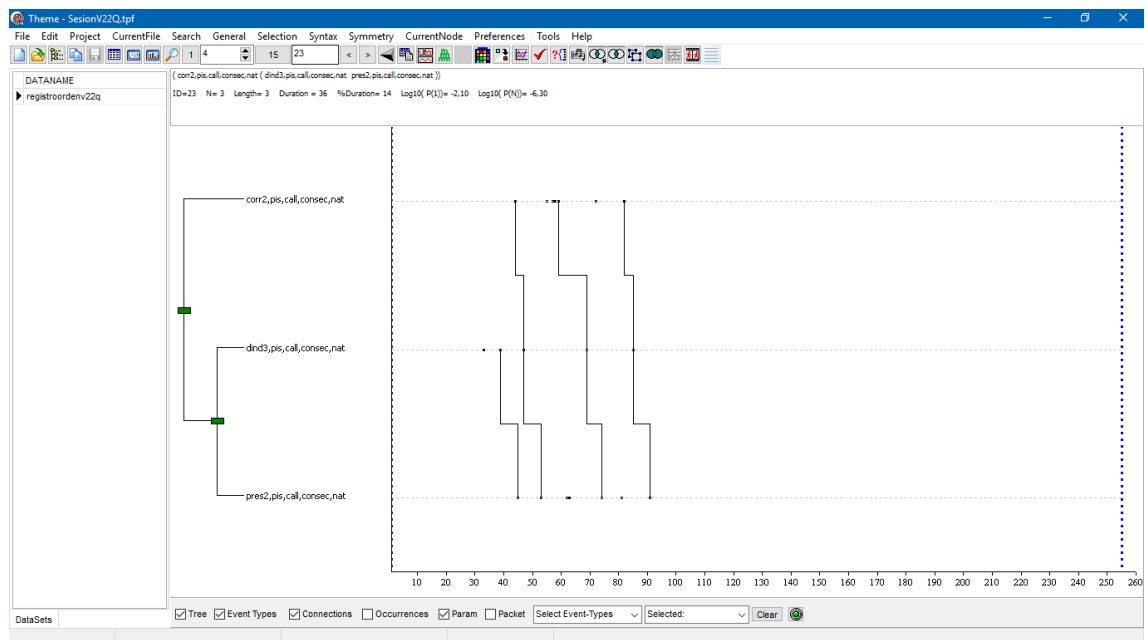 Theme - SesionV22Q.tpf
File Edit Project CurrentFile Search General Selection Syntax Symmetry CurrentNode Preferences Tools Help
1 4 15 23 < >
DATANAME
registroordenv22q
( corr2,pis,call,consec,nat ( dind3,pis,call,consec,nat pres2,pis,call,consec,nat ))
ID=23 N= 3 Length= 3 Duration = 36 %Duration= 14 Log10( P(1))= -2,10 Log10( P(N))= -6,30
corr2,pis,call,consec,nat
dind3,pis,call,consec,nat
pres2,pis,call,consec,nat
10 20 30 40 50 60 70 80 90 100 110 120 130 140 150 160 170 180 190 200 210 220 230 240 250 260
DataSets
Tree Event Types Connections Occurrences Param Packet Select Event-Types Selected: Clear